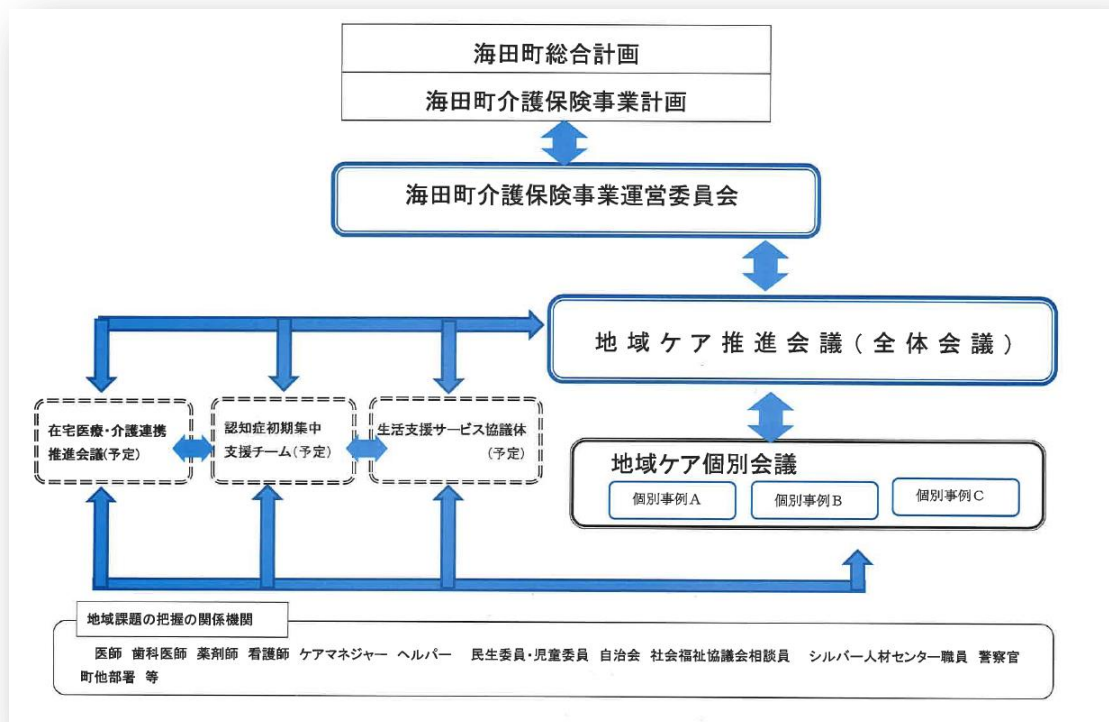 海田町総合計画
海田町介護保険事業計画
海田町介護保険事業運営委員会
地域ケア推進会議(全体会議)
在宅医療・介護連携
推進会議(予定)
認知症初期集中
支援チーム(予定)
生活支援サービス協議体
(予定)
地域ケア個別会議
個別事例A
個別事例B
個別事例C
地域課題の把握の関係機関
医師 歯科医師 薬剤師 看護師 ケアマネジャー ヘルパー 民生委員・児童委員 自治会 社会福祉協議会相談員 シルバー人材センター職員 警察官
町他部署 等